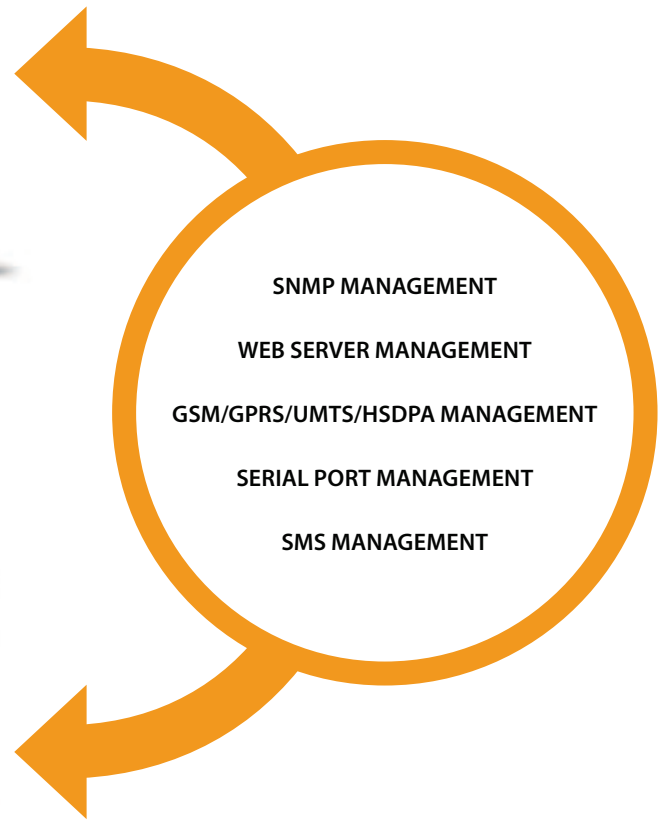 SNMP MANAGEMENT
WEB SERVER MANAGEMENT
GSM/GPRS/UMTS/HSDPA MANAGEMENT
SERIAL PORT MANAGEMENT
SMS MANAGEMENT